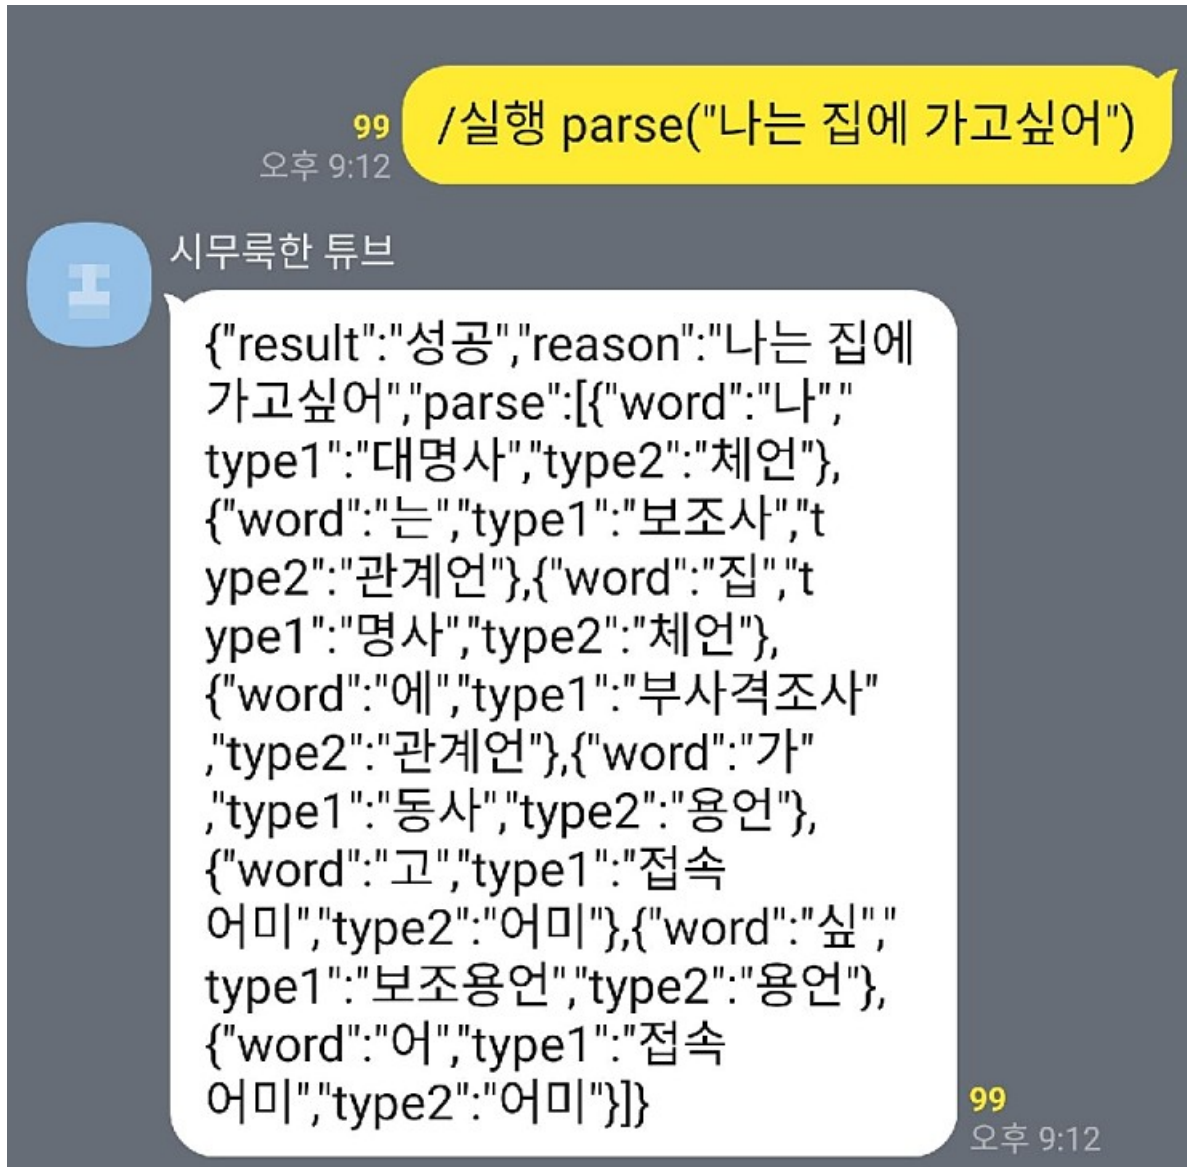 /실행 parse("나는 집에 가고싶어")
99
오후 9:12
시무룩한 튜브
{"result":"성공","reason":"나는 집에
가고싶어","parse":[{"word":"나","
type1":"대명사","type2":"체언"},
{"word":"는","type1":"보조사","t
ype2":"관계언"},{"word":"집","t
ype1":"명사","type2":"체언"},
{"word":"에","type1":"부사격조사"
,"type2":"관계언"},{"word":"가"
,"type1":"동사","type2":"용언"},
{"word":"고","type1":"접속
어미","type2":"어미"},{"word":"싶","
type1":"보조용언","type2":"용언"},
{"word":"어","type1":"접속
어미","type2":"어미"}]}
99
오후 9:12